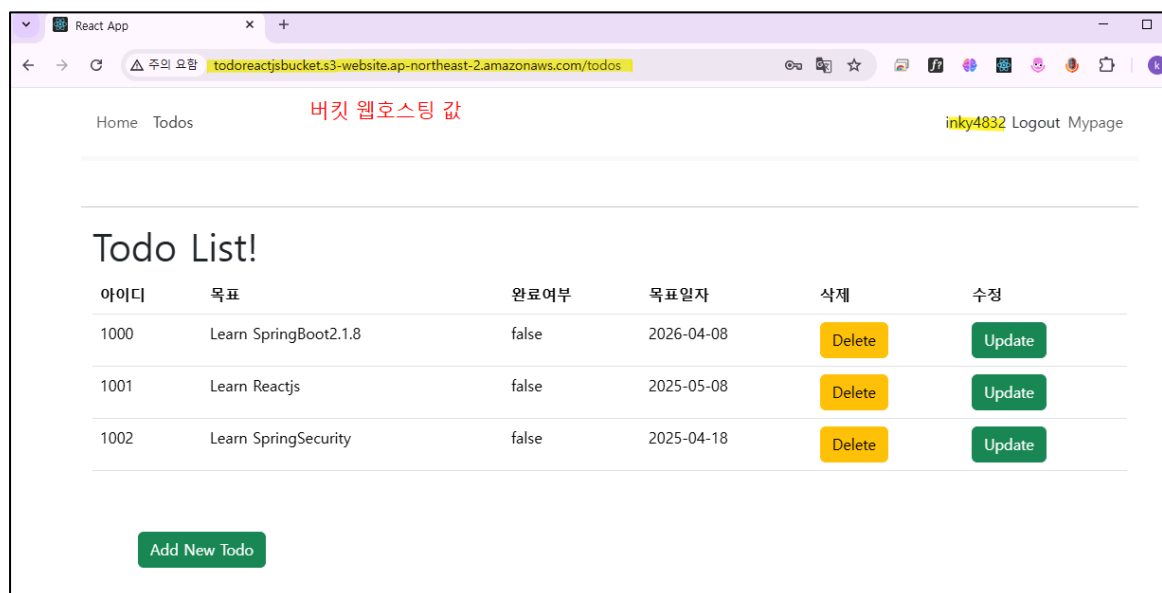 React App
주의 요함 todoreactjsbucket.s3-website.ap-northeast-2.amazonaws.com/todos
버킷 웹호스팅 값
Home Todos inky4832 Logout Mypage
Todo List!
아이디 목표 완료여부 목표일자 삭제 수정
1000 Learn SpringBoot2.1.8 false 2026-04-08 Delete Update
1001 Learn Reactjs false 2025-05-08 Delete Update
1002 Learn SpringSecurity false 2025-04-18 Delete Update
Add New Todo